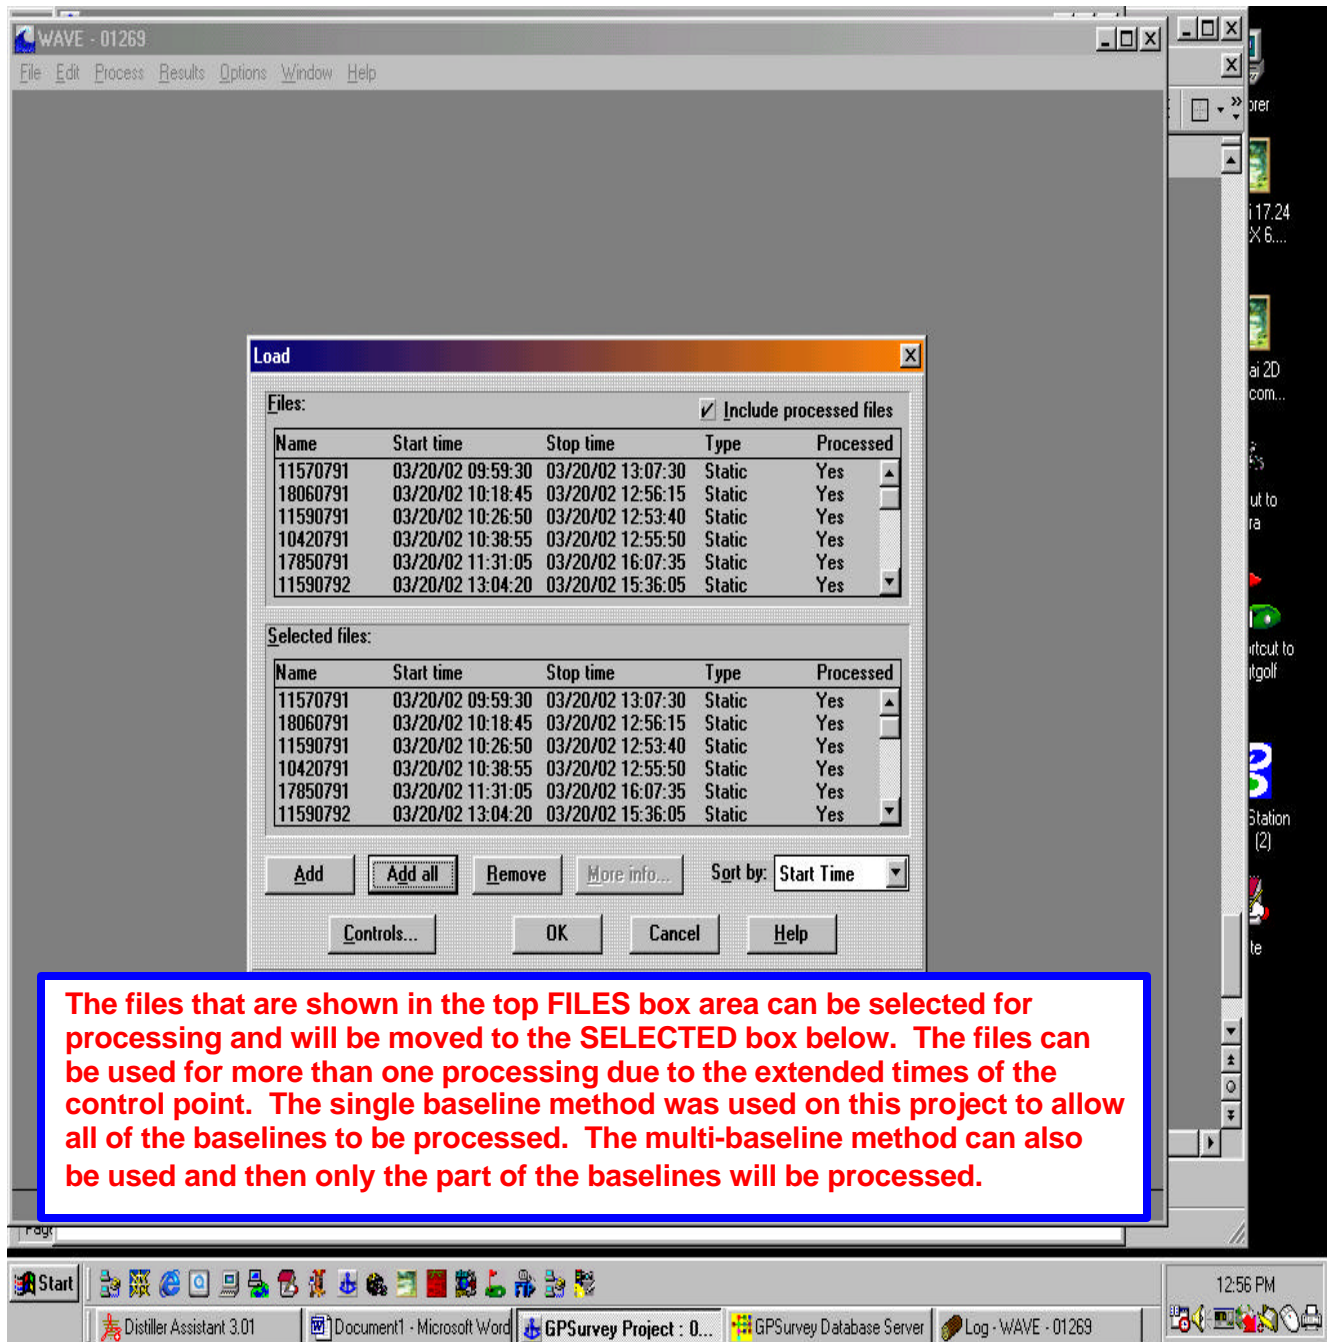 WAVE - 01269
File Edit Process Results Options Window Help
orer
i 17.24
X 6....
ai 2D
com...
ut to
ra
rtcut to
tgolf
Station
(2)
te
Load
Files:
Include processed files
Name Start time Stop time Type Processed
11570791 03/20/02 09:59:30 03/20/02 13:07:30 Static Yes
18060791 03/20/02 10:18:45 03/20/02 12:56:15 Static Yes
11590791 03/20/02 10:26:50 03/20/02 12:53:40 Static Yes
10420791 03/20/02 10:38:55 03/20/02 12:55:50 Static Yes
17850791 03/20/02 11:31:05 03/20/02 16:07:35 Static Yes
11590792 03/20/02 13:04:20 03/20/02 15:36:05 Static Yes
Selected files:
Name Start time Stop time Type Processed
11570791 03/20/02 09:59:30 03/20/02 13:07:30 Static Yes
18060791 03/20/02 10:18:45 03/20/02 12:56:15 Static Yes
11590791 03/20/02 10:26:50 03/20/02 12:53:40 Static Yes
10420791 03/20/02 10:38:55 03/20/02 12:55:50 Static Yes
17850791 03/20/02 11:31:05 03/20/02 16:07:35 Static Yes
11590792 03/20/02 13:04:20 03/20/02 15:36:05 Static Yes
Add Add all Remove More info... Sort by: Start Time
Controls... OK Cancel Help
The files that are shown in the top FILES box area can be selected for
processing and will be moved to the SELECTED box below. The files can
be used for more than one processing due to the extended times of the
control point. The single baseline method was used on this project to allow
all of the baselines to be processed. The multi-baseline method can also
be used and then only the part of the baselines will be processed.
Page
Start
12:56 PM
Distiller Assistant 3.01 Document1 - Microsoft Word GPSurvey Project : 0... GPSurvey Database Server Log - WAVE - 01269